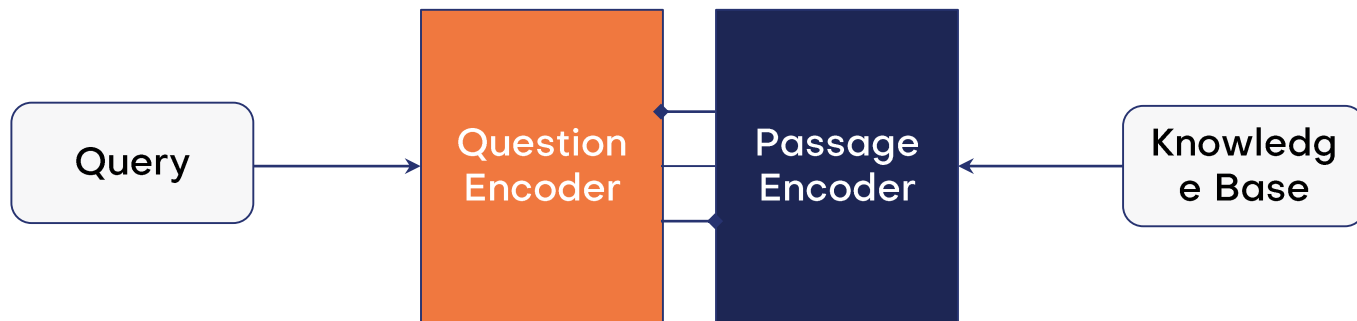 Query
Question
Encoder
Passage
Encoder
Knowledg
e Base